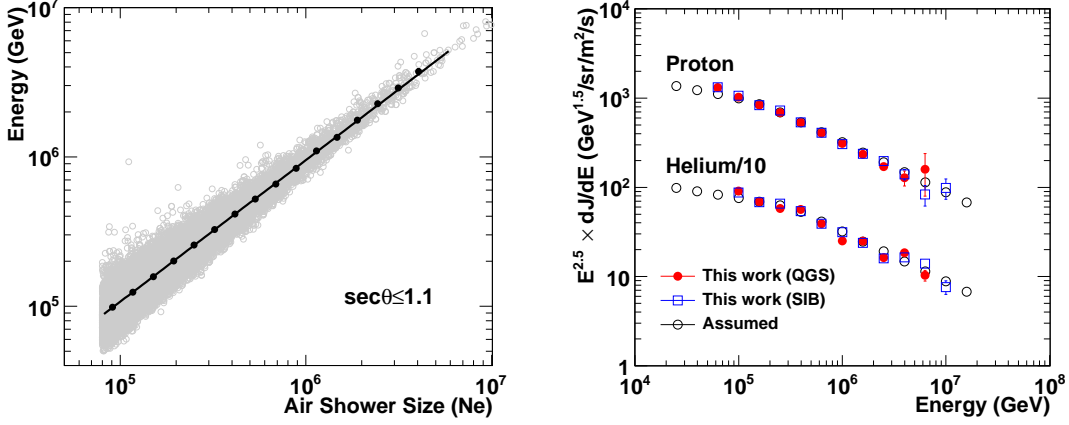 Energy (GeV)
10^7
10^6
10^5
secθ≤1.1
10^5
10^6
10^7
Air Shower Size (Ne)
E^2.5 × dJ/dE (GeV^1.5/sr/m^2/s)
10^4
10^3
10^2
10
1
Proton
Helium/10
This work (QGS)
This work (SIB)
Assumed
10^4
10^5
10^6
10^7
10^8
Energy (GeV)